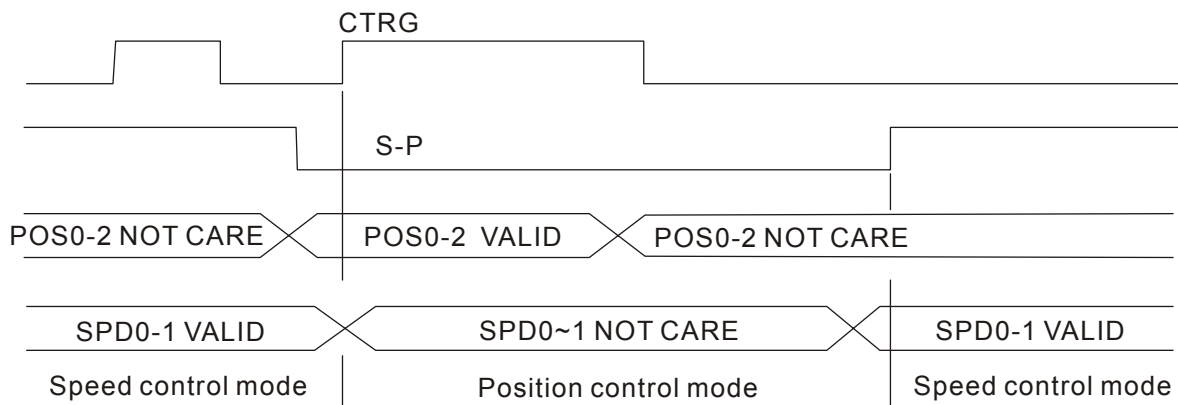 CTRG
S-P
POS0-2 NOT CARE POS0-2 VALID POS0-2 NOT CARE
SPD0-1 VALID SPD0~1 NOT CARE SPD0-1 VALID
Speed control mode Position control mode Speed control mode